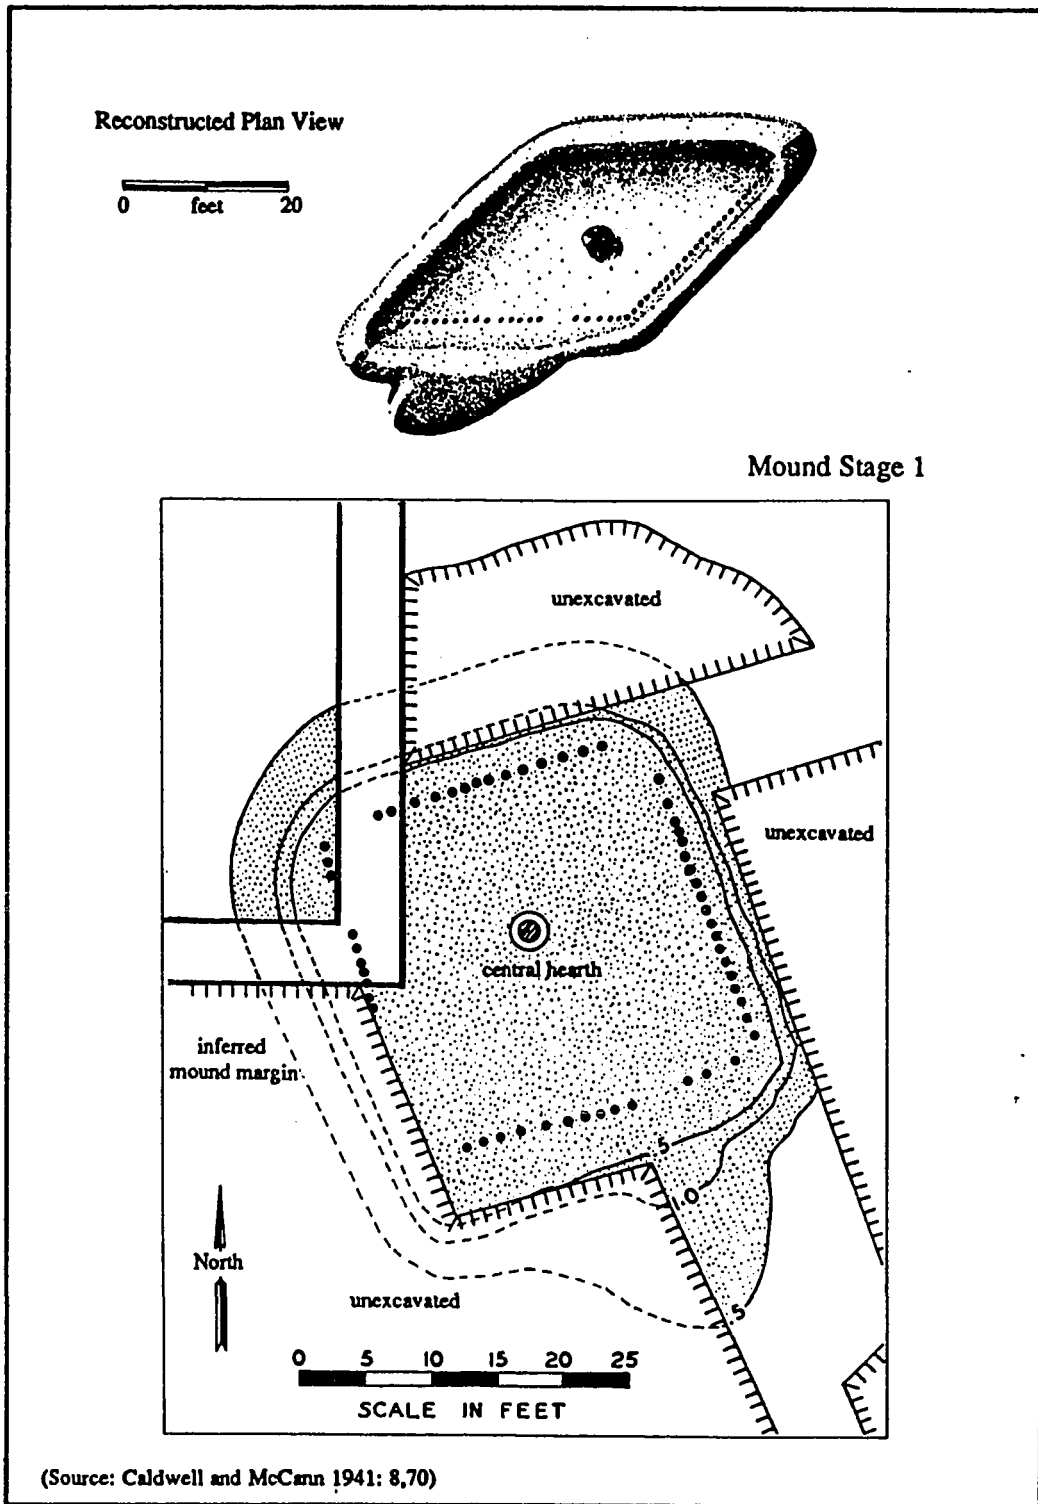 Reconstructed Plan View
0 feet 20
Mound Stage 1
unexcavated
unexcavated
central hearth
inferred
mound margin
.5
.0
.5
North
unexcavated
0 5 10 15 20 25
SCALE IN FEET
(Source: Caldwell and McCann 1941: 8,70)